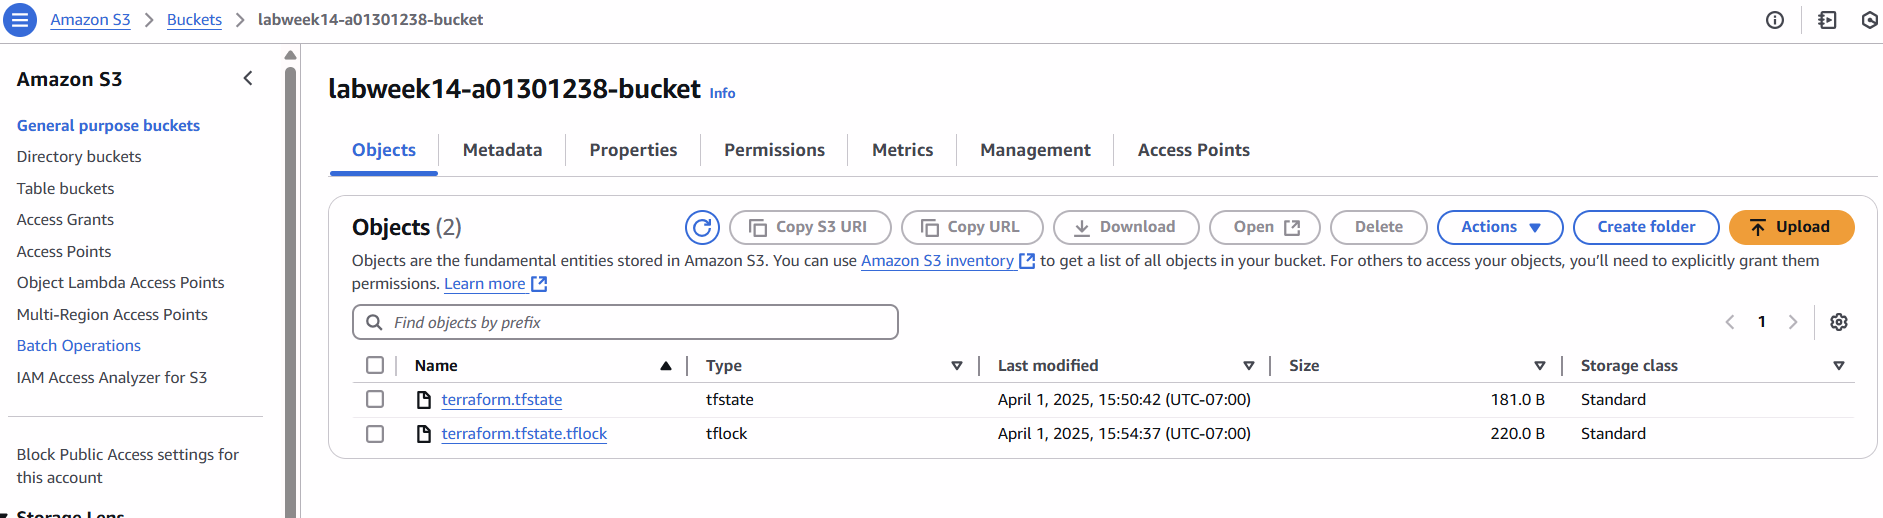 Amazon S3 > Buckets > labweek14-a01301238-bucket
Amazon S3
General purpose buckets
Directory buckets
Table buckets
Access Grants
Access Points
Object Lambda Access Points
Multi-Region Access Points
Batch Operations
IAM Access Analyzer for S3
Block Public Access settings for
this account
Storage Lens
labweek14-a01301238-bucket Info
Objects Metadata Properties Permissions Metrics Management Access Points
Objects (2) Copy S3 URI Copy URL Download Open Delete Actions Create folder Upload
Objects are the fundamental entities stored in Amazon S3. You can use Amazon S3 inventory to get a list of all objects in your bucket. For others to access your objects, you'll need to explicitly grant them
permissions. Learn more
Find objects by prefix
1
Name Type Last modified Size Storage class
terraform.tfstate tfstate April 1, 2025, 15:50:42 (UTC-07:00) 181.0 B Standard
terraform.tfstate.tflock tflock April 1, 2025, 15:54:37 (UTC-07:00) 220.0 B Standard